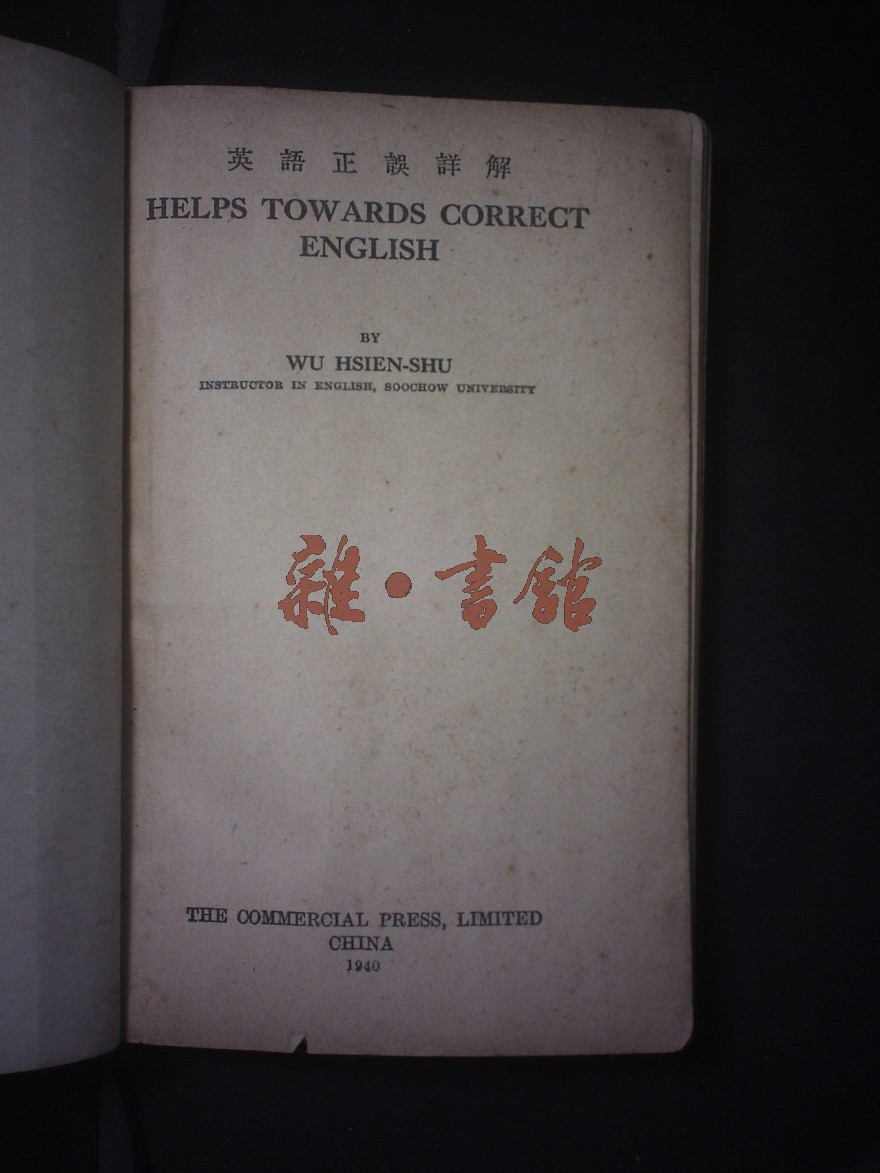 英語正誤詳解
HELPS TOWARDS CORRECT
ENGLISH
BY
WU HSIEN-SHU
INSTRUCTOR IN ENGLISH, SOOCHOW UNIVERSITY
雜·書館
THE COMMERCIAL PRESS, LIMITED
CHINA
1940